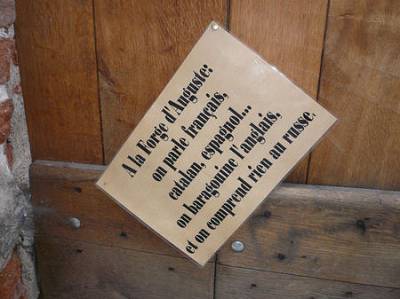 A la Forge d'Auguste:
on parle français,
catalan, espagnol...
on baragouine l'anglais,
et on comprend rien au russe.